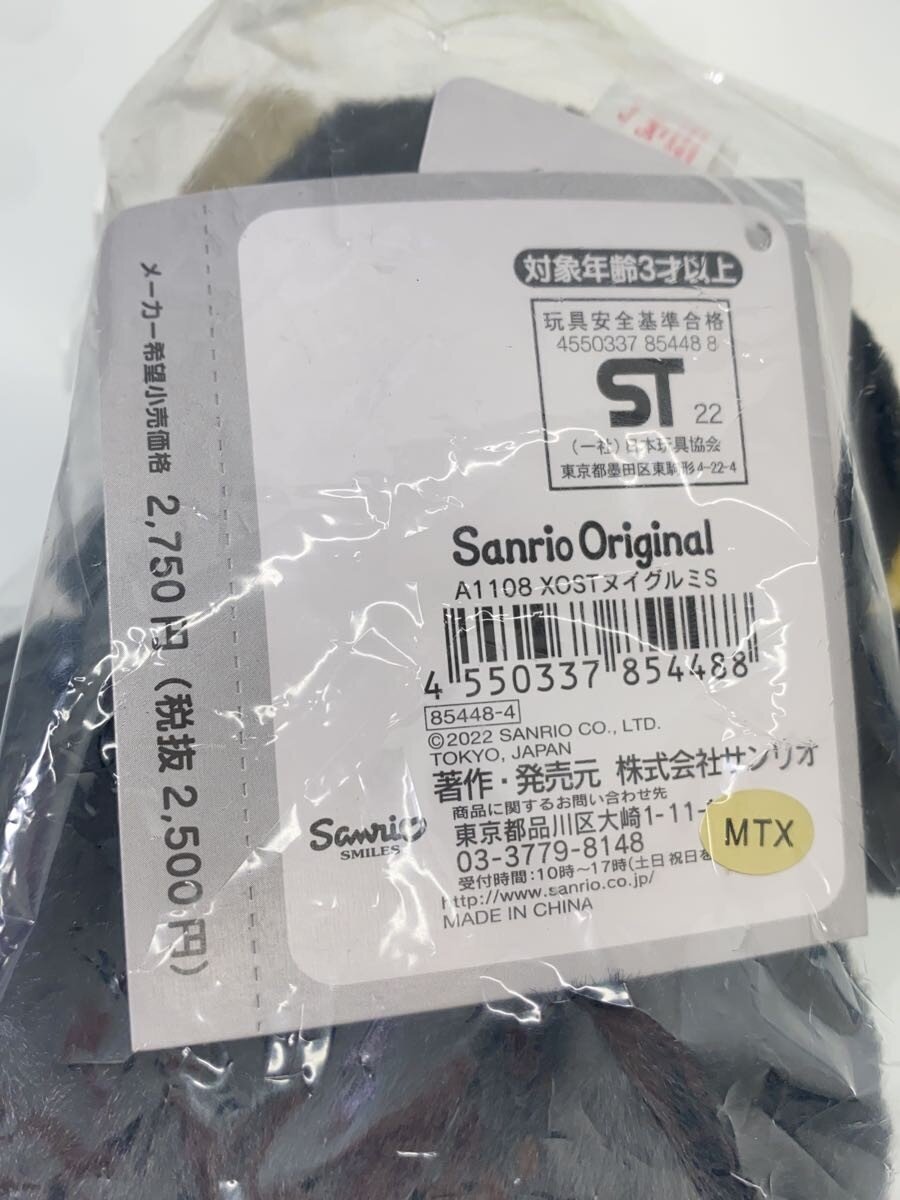 メーカー希望小売価格 2,750円 (税抜 2,500円)
対象年齢3才以上
玩具安全基準合格
4550337 85448 8
ST 22
(一社)日本玩具協会
東京都墨田区東駒形4-22-4
Sanrio Original
A1108 XOSTヌイグルミS
4 550337 854488
85448-4
©2022 SANRIO CO., LTD.
TOKYO, JAPAN
著作・発売元 株式会社サンリオ
商品に関するお問い合わせ先
東京都品川区大崎1-11-
03-3779-8148
受付時間:10時~17時(土日 祝日を
http://www.sanrio.co.jp/
MADE IN CHINA
Sanrio
SMILES
MTX